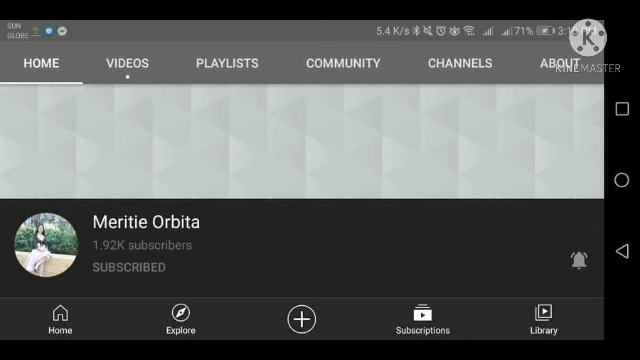 SUN
GLOBE
5.4 K/s
71%
K
KINEMASTER
HOME VIDEOS PLAYLISTS COMMUNITY CHANNELS ABOUT
Meritie Orbita
1.92K subscribers
SUBSCRIBED
Home Explore Subscriptions Library